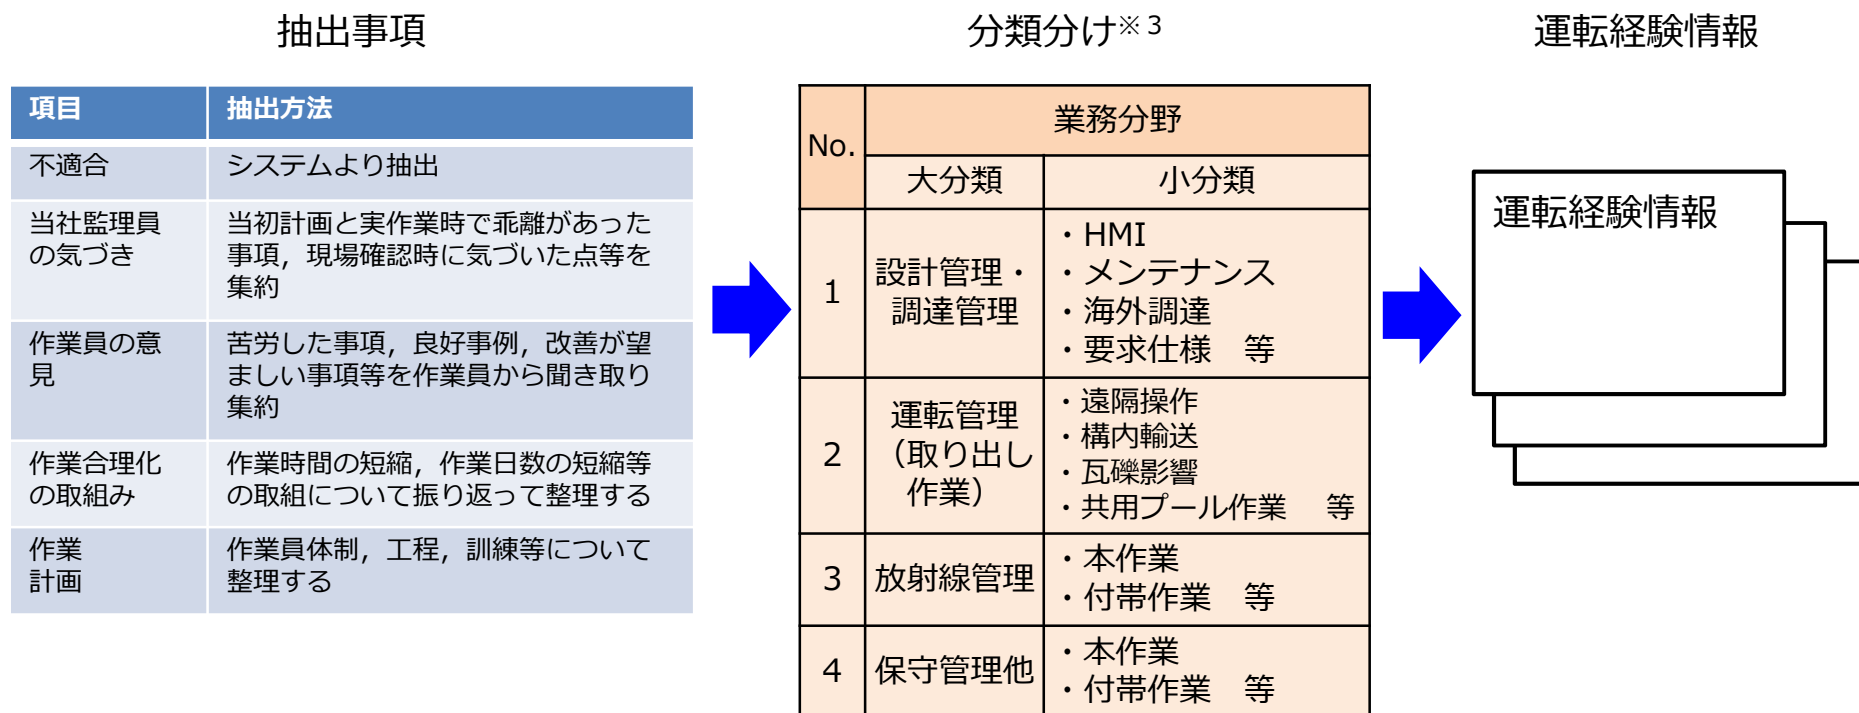 抽出事項
分類分け※3
運転経験情報
項目 抽出方法
不適合 システムより抽出
当社監理員
の気づき
当初計画と実作業時で乖離があった
事項，現場確認時に気づいた点等を
集約
作業員の意
見
苦労した事項，良好事例，改善が望
ましい事項等を作業員から聞き取り
集約
作業合理化
の取組み
作業時間の短縮，作業日数の短縮等
の取組について振り返って整理する
作業
計画
作業員体制，工程，訓練等について
整理する
No.
業務分野
大分類 小分類
1
設計管理・
調達管理
・HMI
・メンテナンス
・海外調達
・要求仕様　等
2
運転管理
（取り出し
作業）
・遠隔操作
・構内輸送
・瓦礫影響
・共用プール作業　等
3
放射線管理
・本作業
・付帯作業　等
4
保守管理他
・本作業
・付帯作業　等
運転経験情報